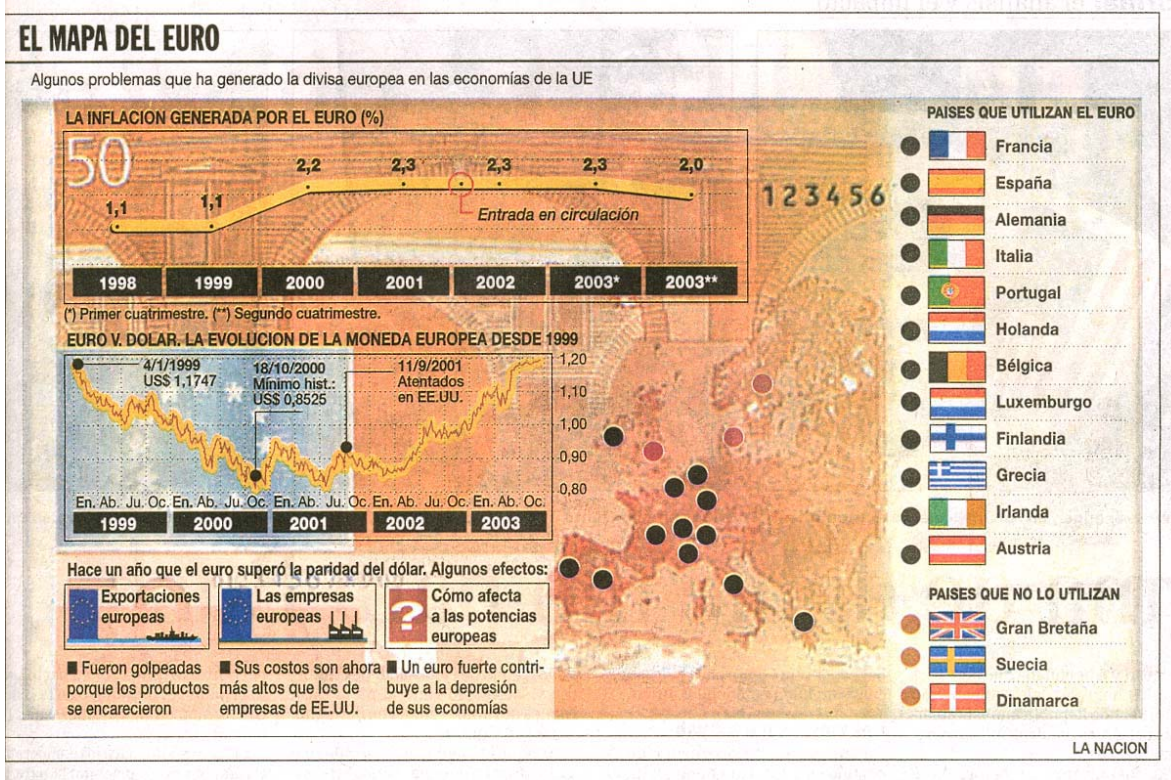 EL MAPA DEL EURO
Algunos problemas que ha generado la divisa europea en las economías de la UE
LA INFLACION GENERADA POR EL EURO (%)
50
1,1
1,1
2,2
2,3
2,3
2,3
2,0
Entrada en circulación
123456
1998
1999
2000
2001
2002
2003*
2003**
(*) Primer cuatrimestre. (**) Segundo cuatrimestre.
EURO V. DOLAR. LA EVOLUCION DE LA MONEDA EUROPEA DESDE 1999
4/1/1999
US$ 1,1747
18/10/2000
Mínimo hist.:
US$ 0,8525
11/9/2001
Atentados
en EE.UU.
1,20
1,10
1,00
0,90
0,80
En. Ab. Ju. Oc. En. Ab. Ju. Oc. En. Ab. Ju. Oc. En. Ab. Ju. Oc. En. Ab. Ju. Oc.
1999
2000
2001
2002
2003
Hace un año que el euro superó la paridad del dólar. Algunos efectos:
Exportaciones
europeas
Fueron golpeadas
porque los productos
se encarecieron
Las empresas
europeas
Sus costos son ahora
más altos que los de
empresas de EE.UU.
?
Cómo afecta
a las potencias
europeas
Un euro fuerte contri-
buye a la depresión
de sus economías
PAISES QUE UTILIZAN EL EURO
Francia
España
Alemania
Italia
Portugal
Holanda
Bélgica
Luxemburgo
Finlandia
Grecia
Irlanda
Austria
PAISES QUE NO LO UTILIZAN
Gran Bretaña
Suecia
Dinamarca
LA NACION